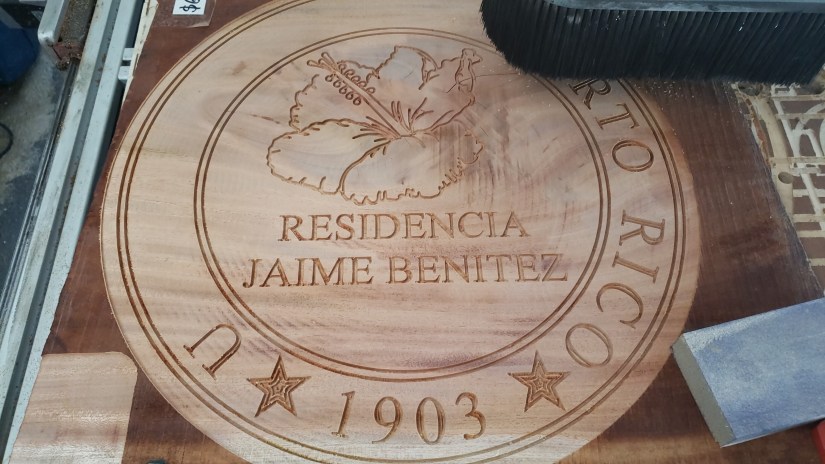 RESIDENCIA
JAIME BENITEZ
U
RTO RICO
1903